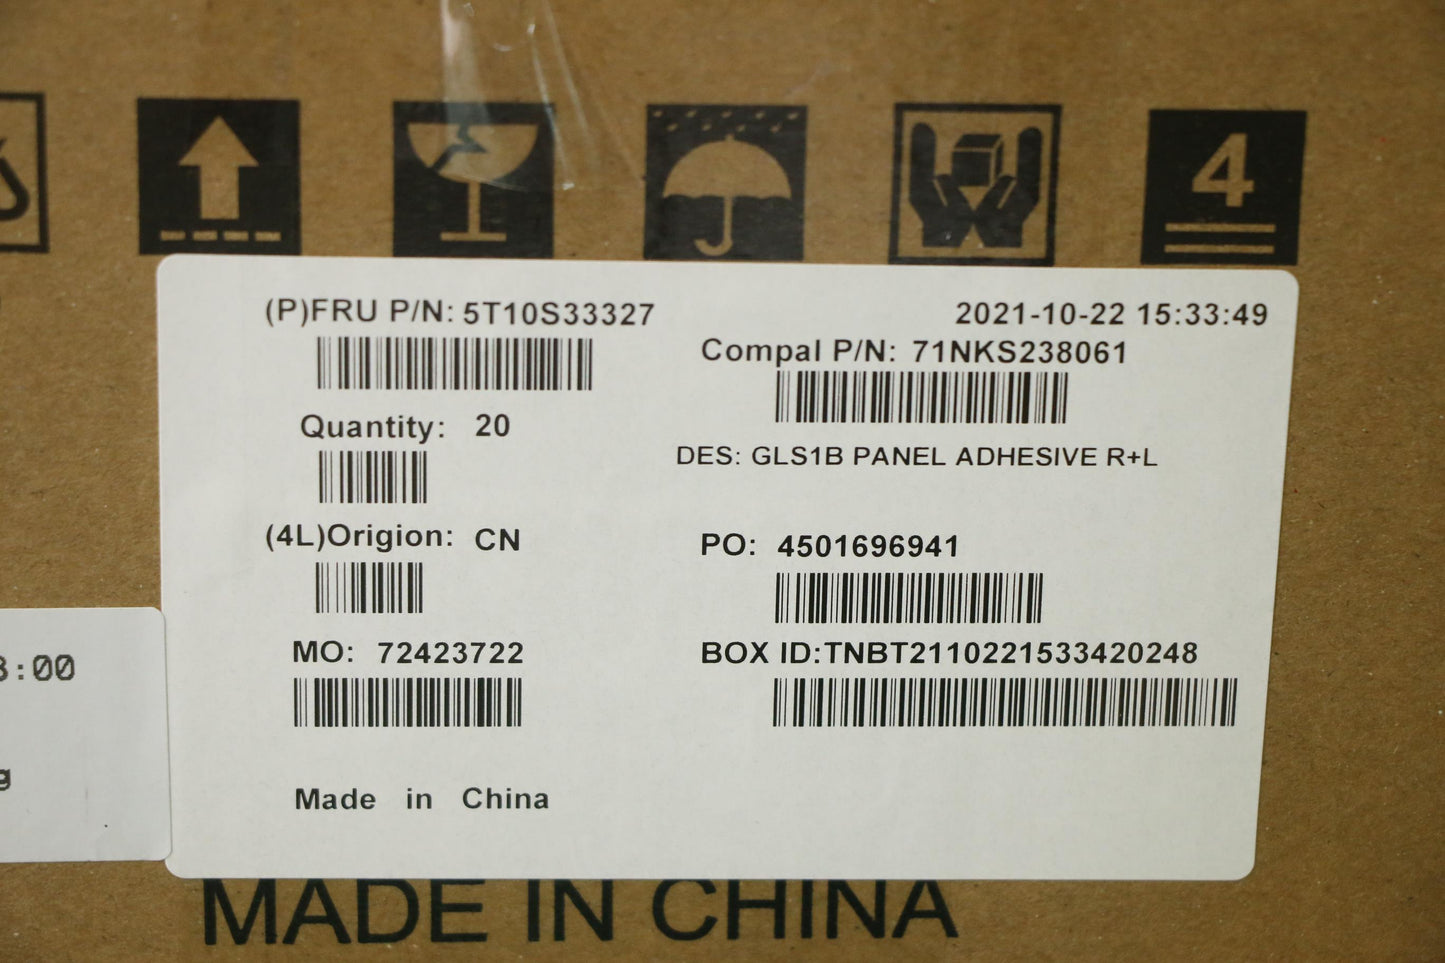 4
(P)FRU P/N: 5T10S33327
2021-10-22 15:33:49
Compal P/N: 71NKS238061
Quantity: 20
DES: GLS1B PANEL ADHESIVE R+L
(4L)Origion: CN
PO: 4501696941
MO: 72423722
BOX ID:TNBT2110221533420248
:00
g
Made in China
MADE IN CHINA